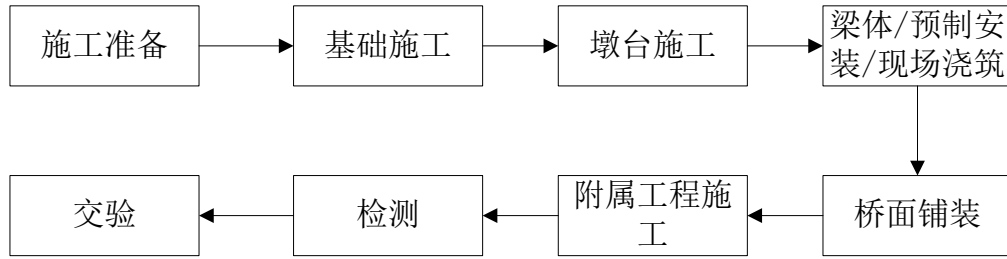 施工准备
基础施工
墩台施工
梁体/预制安
装/现场浇筑
桥面铺装
附属工程施
工
检测
交验